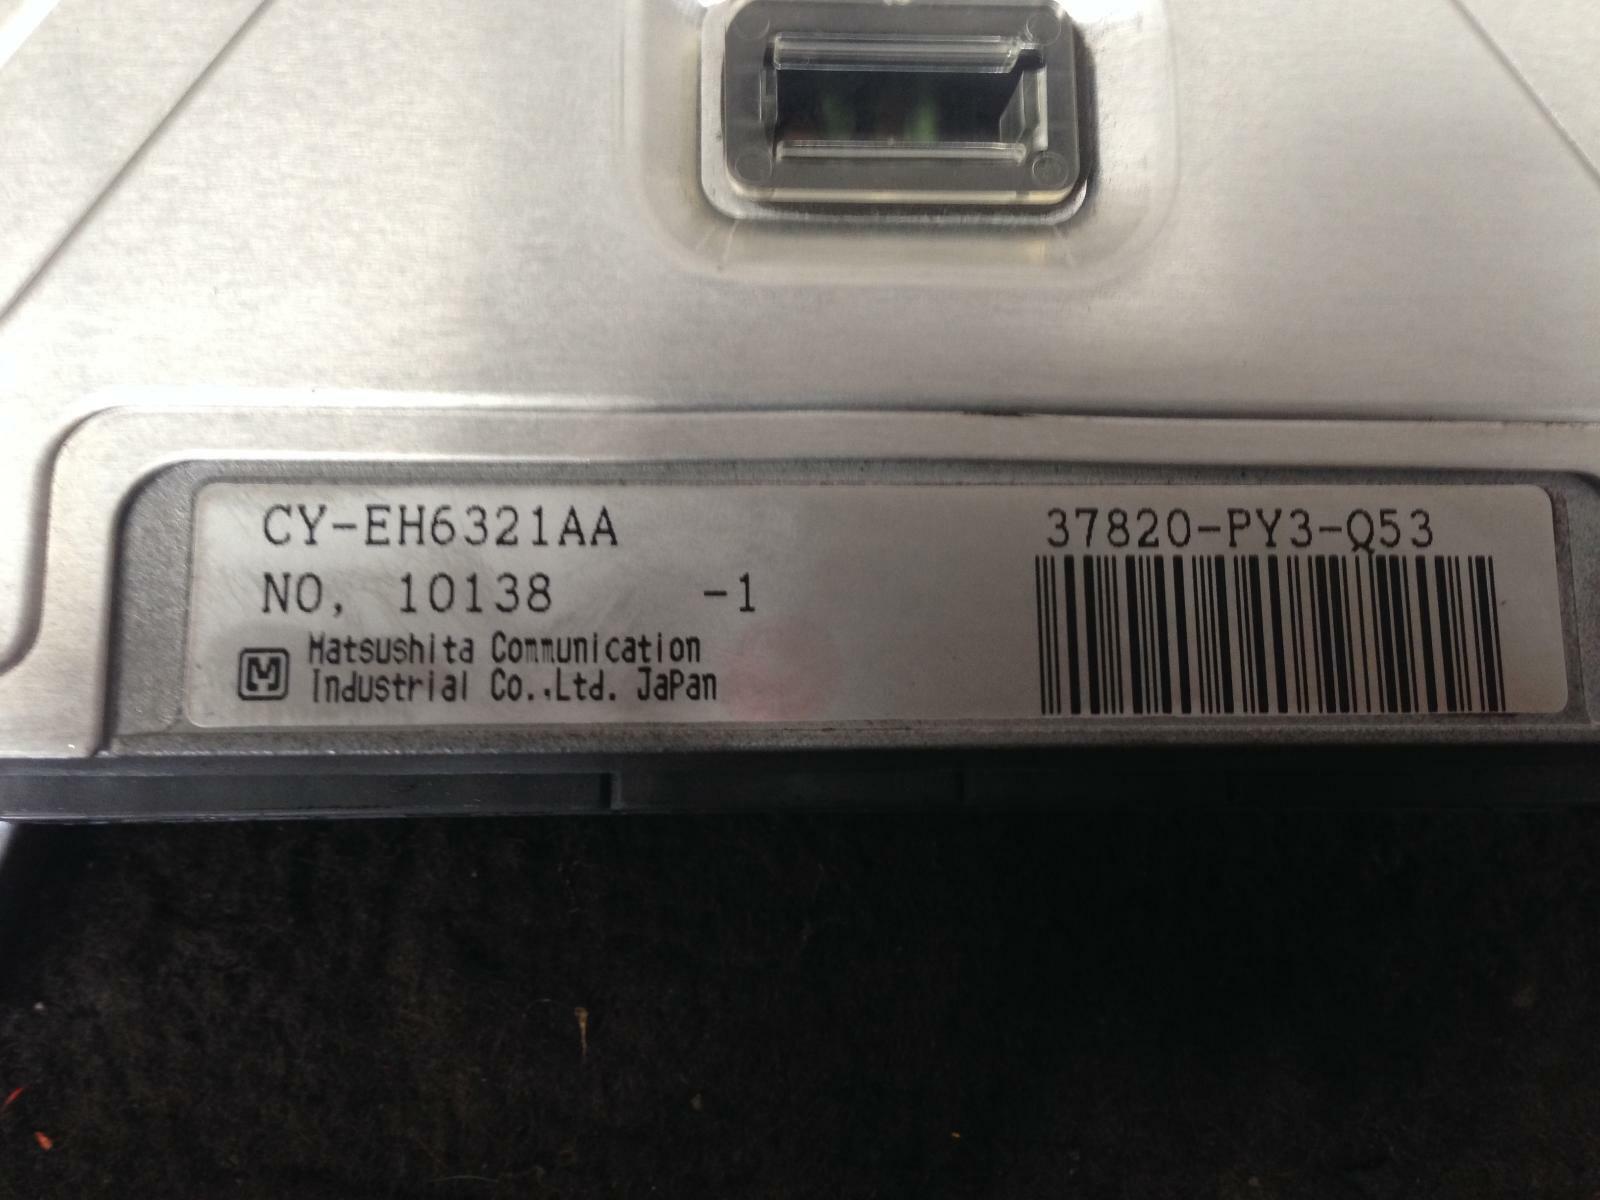 CY-EH6321AA
NO, 10138 -1
Matsushita Communication
Industrial Co.,Ltd. JaPan
37820-PY3-Q53